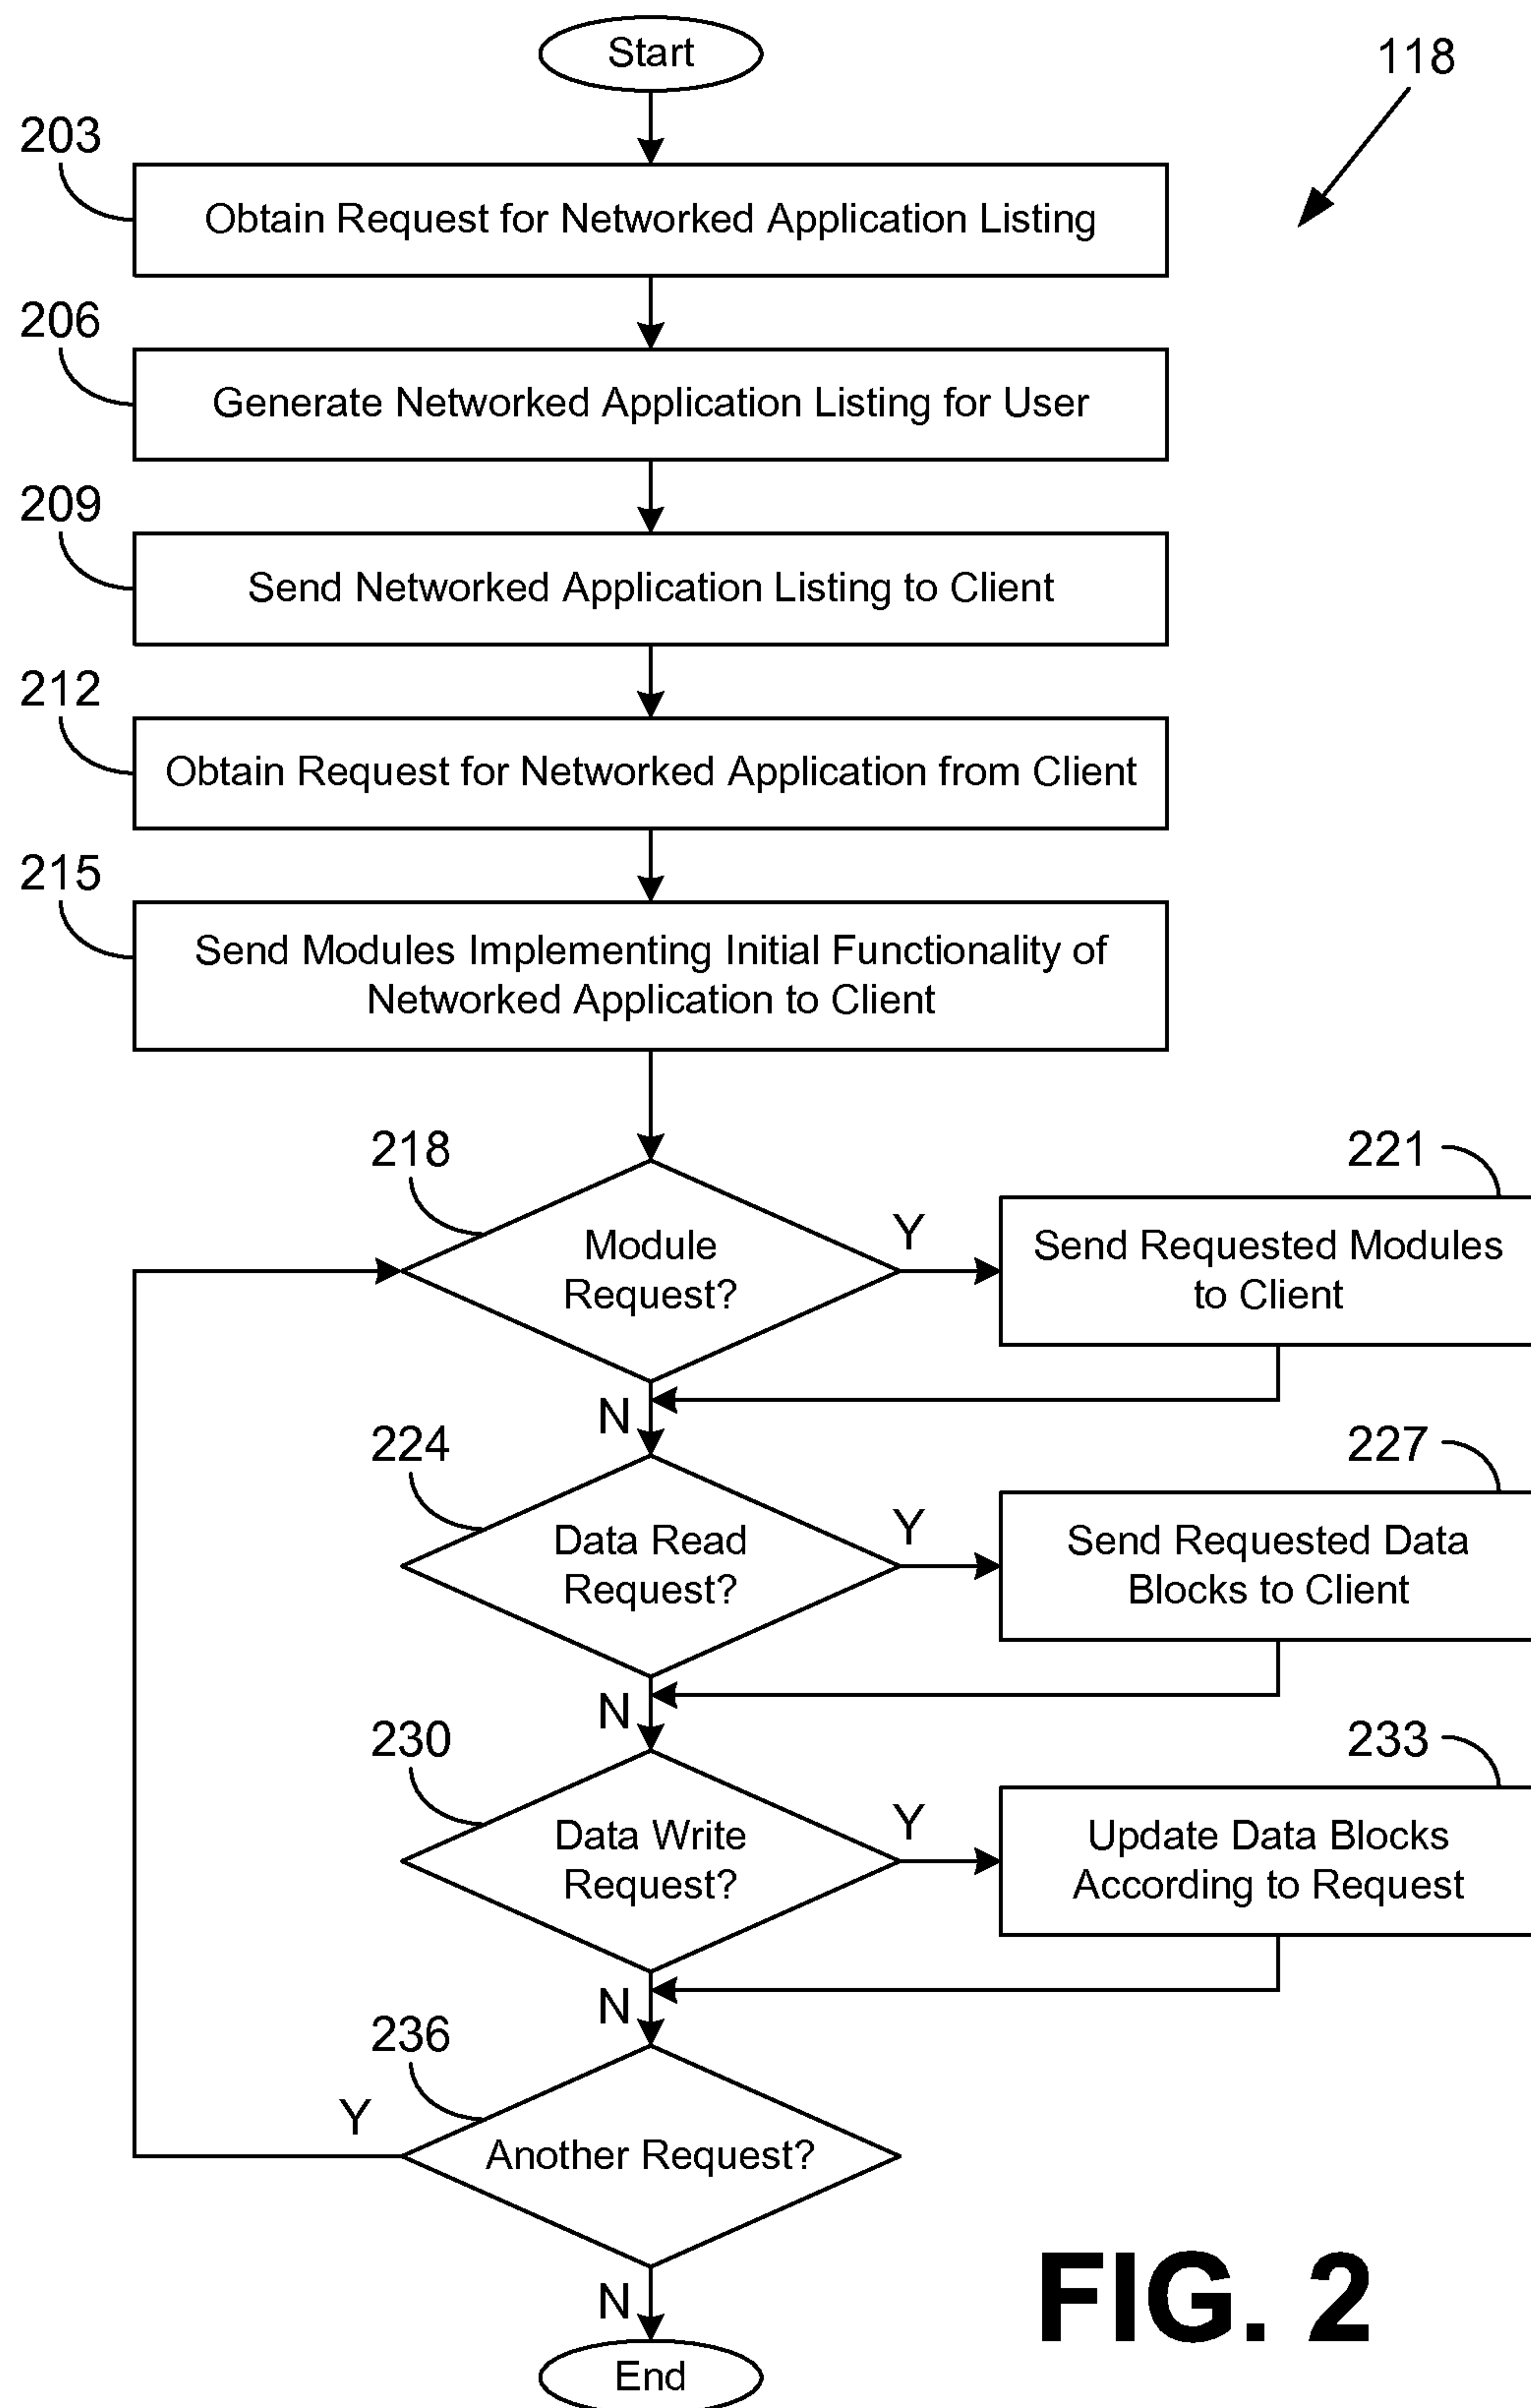 Start
118
203
Obtain Request for Networked Application Listing
206
Generate Networked Application Listing for User
209
Send Networked Application Listing to Client
212
Obtain Request for Networked Application from Client
215
Send Modules Implementing Initial Functionality of
Networked Application to Client
218
Module
Request?
Y
221
Send Requested Modules
to Client
N
224
Data Read
Request?
Y
227
Send Requested Data
Blocks to Client
N
230
Data Write
Request?
Y
233
Update Data Blocks
According to Request
N
236
Y
Another Request?
N
End
FIG. 2